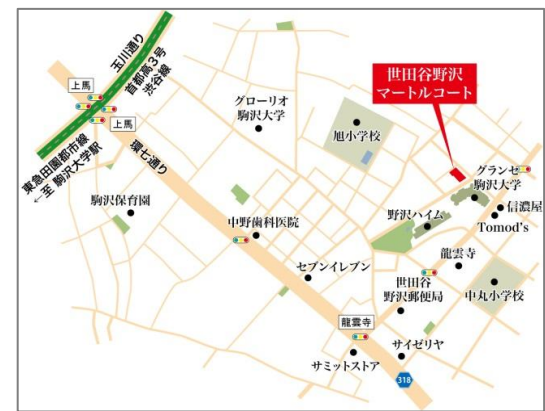 玉川通り
首都高3号
渋谷線
上馬
上馬
東急田園都市線
←至 駒沢大学駅
環七通り
グローリオ
駒沢大学
旭小学校
世田谷野沢
マートルコート
グランセ
駒沢大学
信濃屋
Tomod's
野沢ハイム
龍雲寺
駒沢保育園
中野歯科医院
セブンイレブン
世田谷
野沢郵便局
中丸小学校
龍雲寺
サミットストア
サイゼリヤ
318